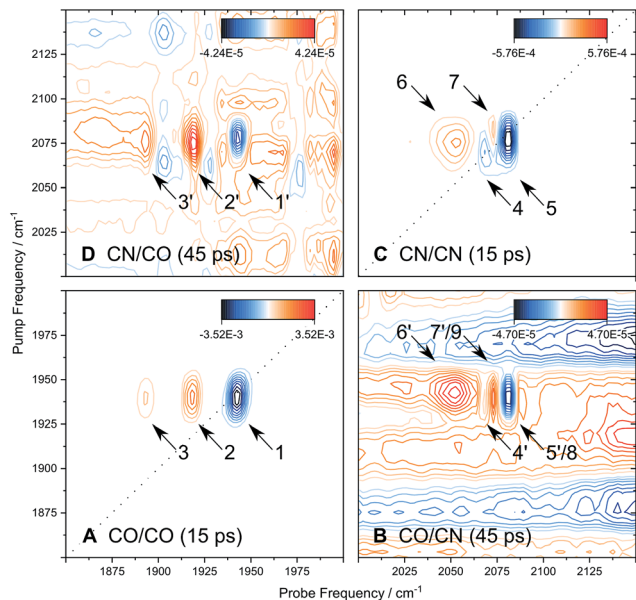 2125
2100
2075
2050
2025
-4.24E-5 4.24E-5
3' 2' 1'
D CN/CO (45 ps)
-5.76E-4 5.76E-4
6 7
4 5
C CN/CN (15 ps)
Pump Frequency / cm-1
1975
1950
1925
1900
1875
-3.52E-3 3.52E-3
3 2 1
A CO/CO (15 ps)
-4.70E-5 4.70E-5
6' 7'/9
4' 5'/8
B CO/CN (45 ps)
1875 1900 1925 1950 1975
2025 2050 2075 2100 2125
Probe Frequency / cm-1